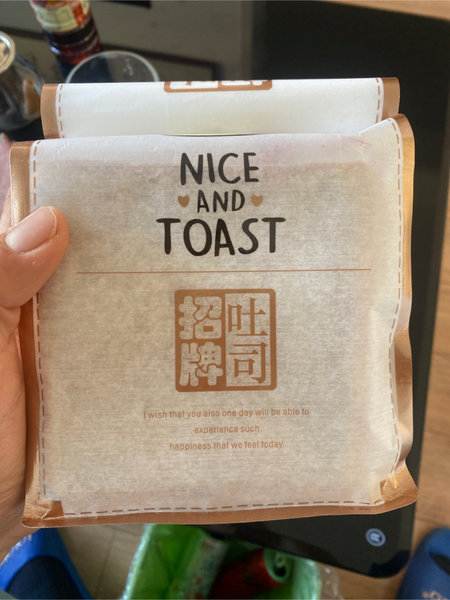 NICE
AND
TOAST
招牌
吐司
I wish that you also one day will be able to
experience such
happiness that we feel today.